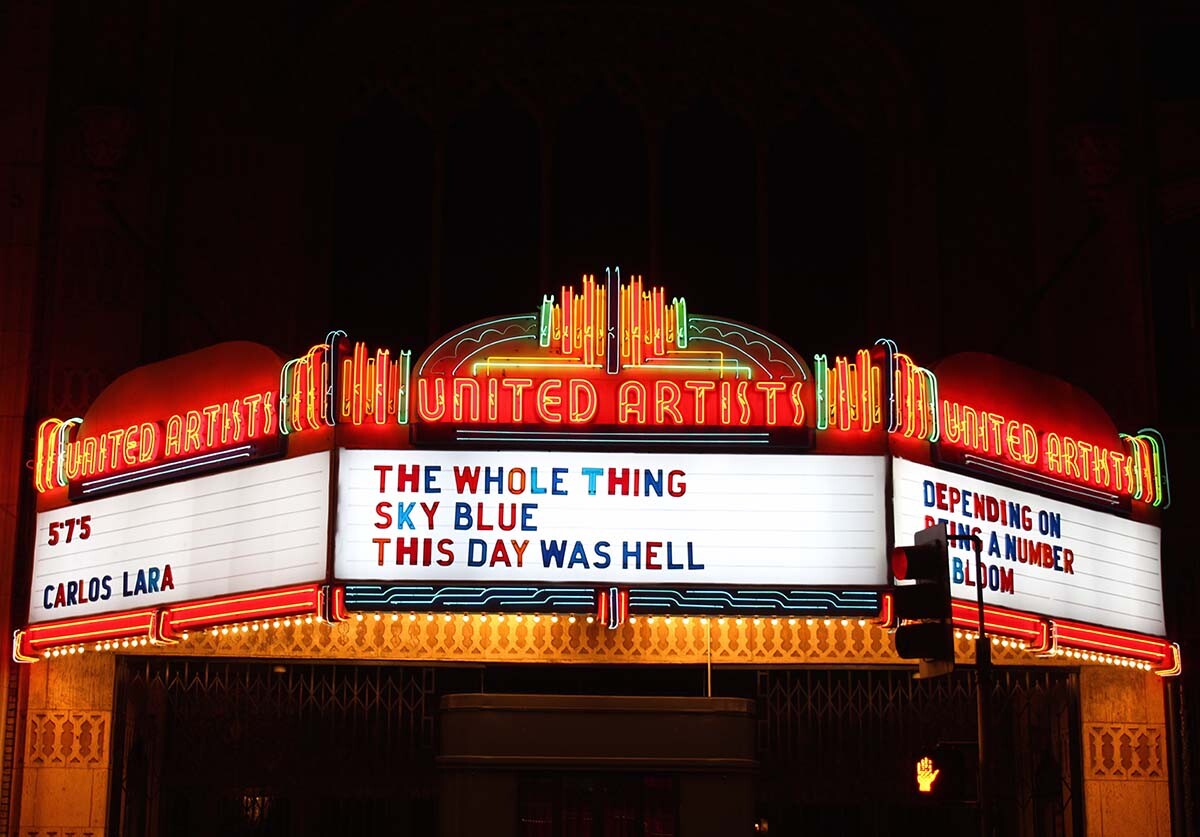 UNITED ARTISTS
5*7*5
CARLOS LARA
UNITED ARTISTS
THE WHOLE THING
SKY BLUE
THIS DAY WAS HELL
UNITED ARTISTS
DEPENDING ON
BEING A NUMBER
BLOOM